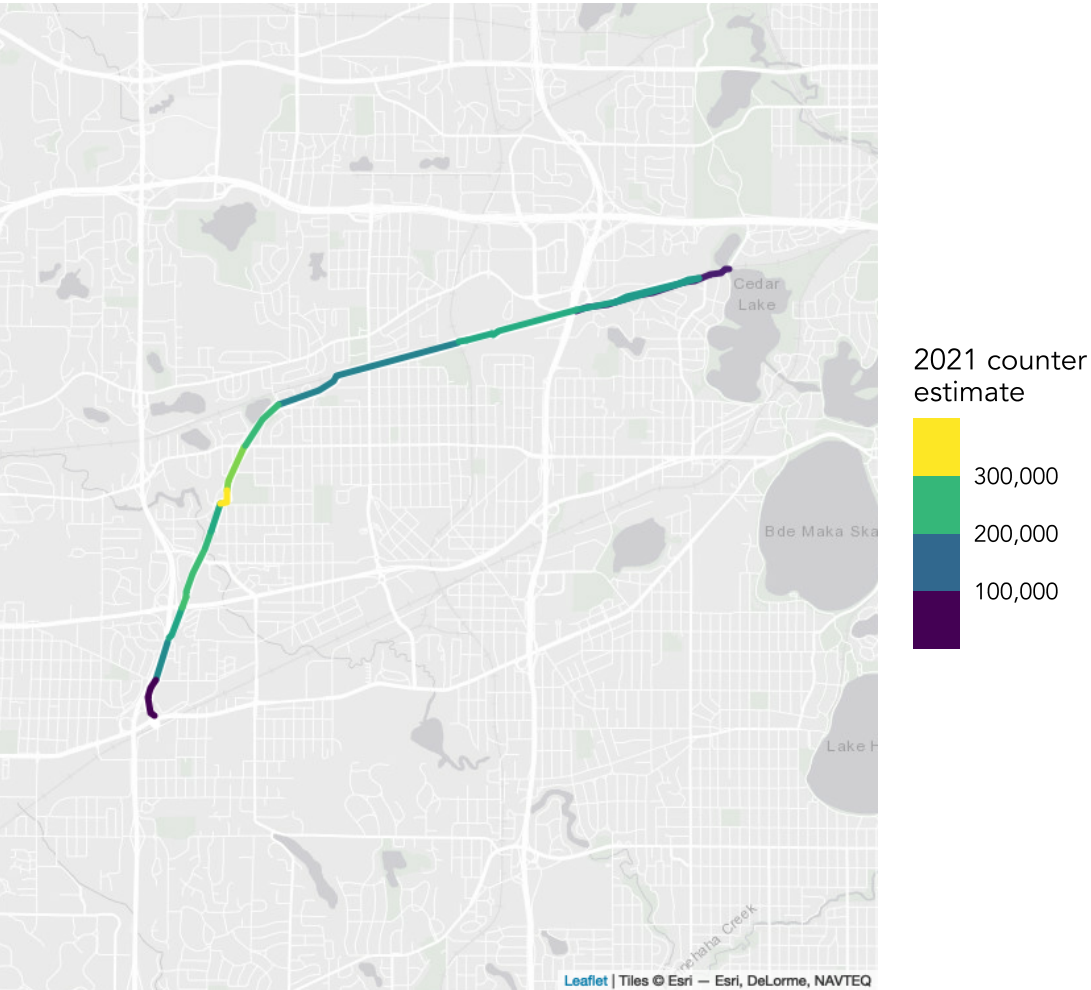 Cedar
Lake
2021 counter
estimate
300,000
200,000
100,000
Bde Maka Ska
Lake H
nehaha Creek
Leaflet | Tiles © Esri — Esri, DeLorme, NAVTEQ